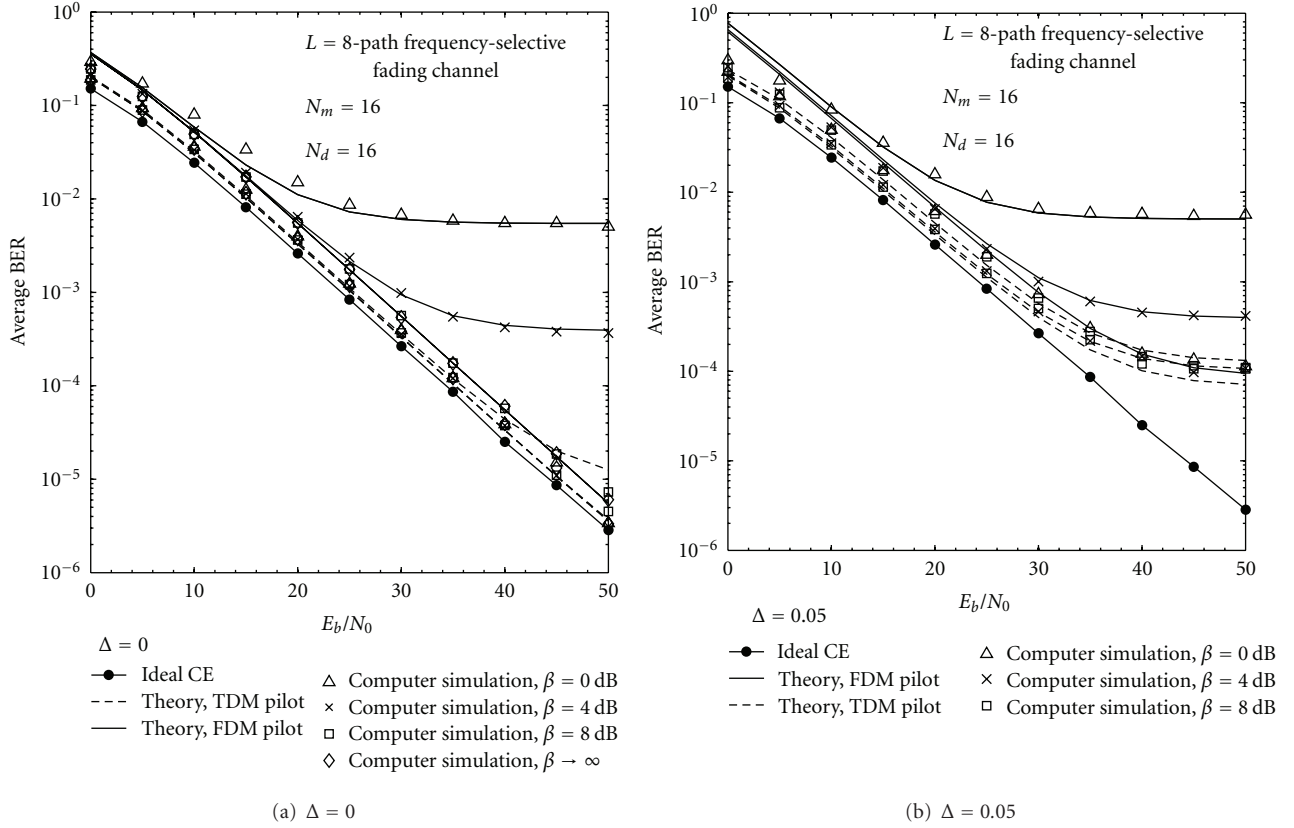 10⁰
10⁻¹
10⁻²
10⁻³
10⁻⁴
10⁻⁵
10⁻⁶
Average BER
L = 8-path frequency-selective
fading channel
N_m = 16
N_d = 16
0 10 20 30 40 50
E_b/N_0
Δ = 0
Ideal CE
Theory, TDM pilot
Theory, FDM pilot
Computer simulation, β = 0 dB
Computer simulation, β = 4 dB
Computer simulation, β = 8 dB
Computer simulation, β → ∞
(a) Δ = 0
10⁰
10⁻¹
10⁻²
10⁻³
10⁻⁴
10⁻⁵
10⁻⁶
Average BER
L = 8-path frequency-selective
fading channel
N_m = 16
N_d = 16
0 10 20 30 40 50
E_b/N_0
Δ = 0.05
Ideal CE
Theory, FDM pilot
Theory, TDM pilot
Computer simulation, β = 0 dB
Computer simulation, β = 4 dB
Computer simulation, β = 8 dB
(b) Δ = 0.05